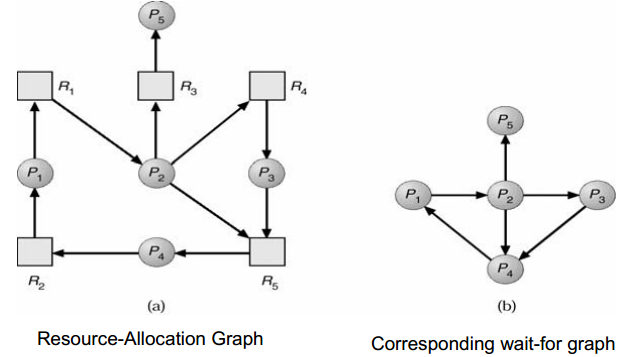 P5
R1
R3
R4
P1
P2
P3
R2
P4
R5
(a)
Resource-Allocation Graph
P5
P1
P2
P3
P4
(b)
Corresponding wait-for graph